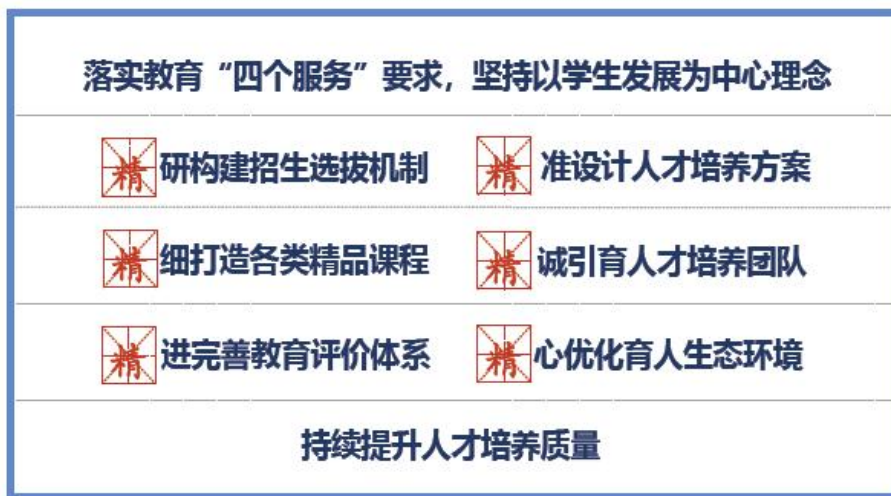 落实教育“四个服务”要求，坚持以学生发展为中心理念
精研构建招生选拔机制 精准设计人才培养方案
精细打造各类精品课程 精诚引育人才培养团队
精进完善教育评价体系 精心优化育人生态环境
持续提升人才培养质量